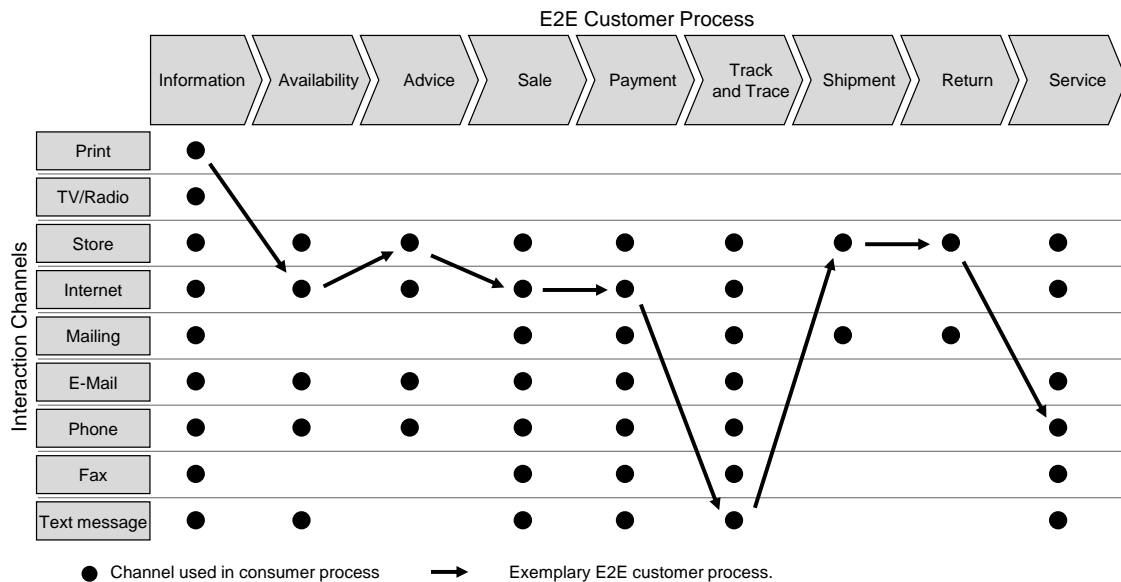 E2E Customer Process
Information
Availability
Advice
Sale
Payment
Track
and Trace
Shipment
Return
Service
Interaction Channels
Print
TV/Radio
Store
Internet
Mailing
E-Mail
Phone
Fax
Text message
Channel used in consumer process
Exemplary E2E customer process.